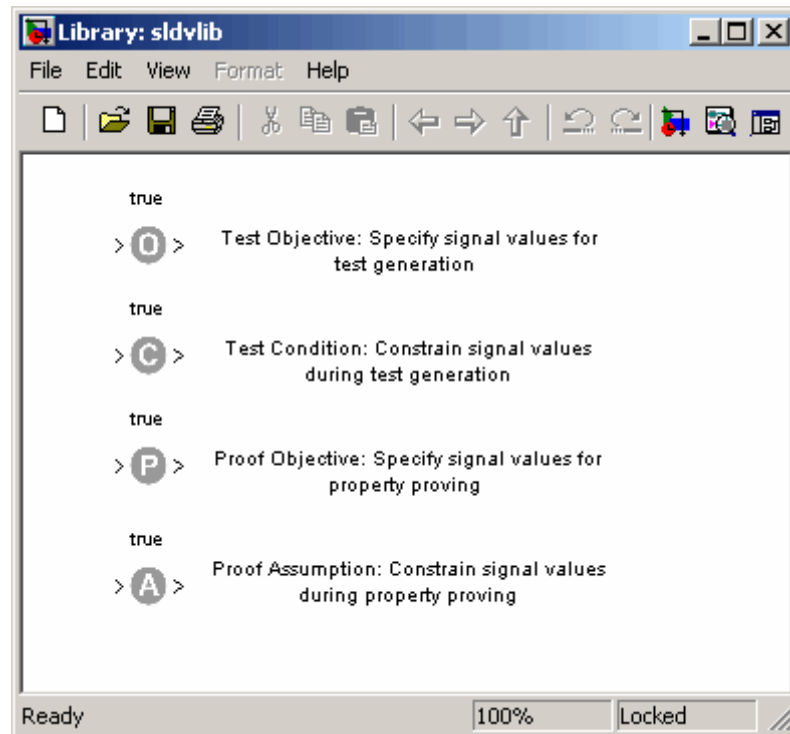 Library: sldvlib
File Edit View Format Help
true
O
Test Objective: Specify signal values for
test generation
true
C
Test Condition: Constrain signal values
during test generation
true
P
Proof Objective: Specify signal values for
property proving
true
A
Proof Assumption: Constrain signal values
during property proving
Ready 100% Locked